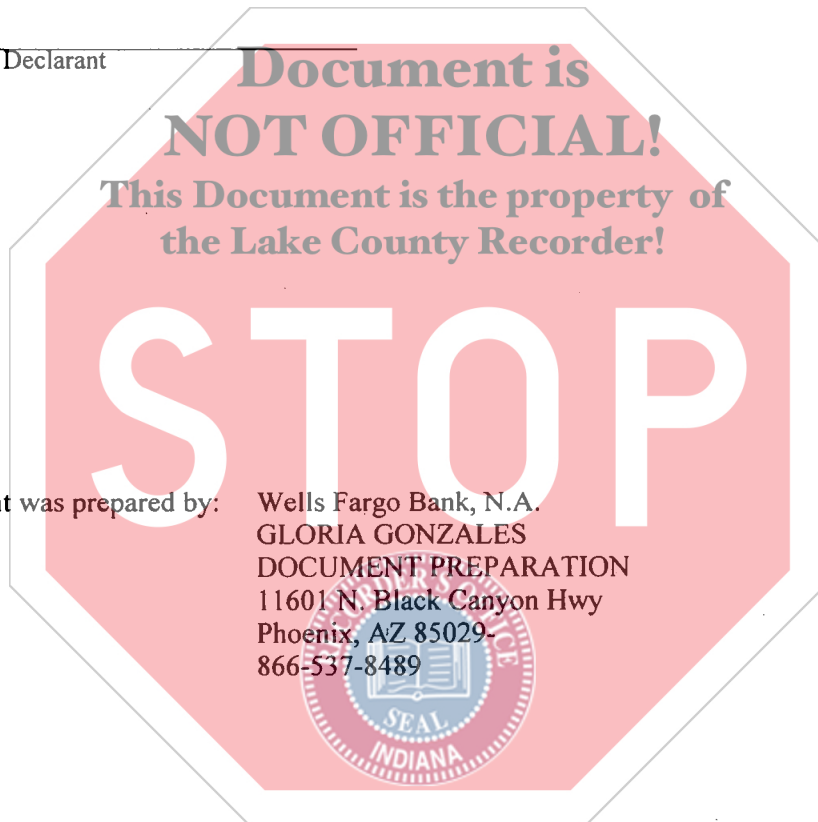 Declarant
Document is
NOT OFFICIAL!
This Document is the property of
the Lake County Recorder!
STOP
t was prepared by: Wells Fargo Bank, N.A.
GLORIA GONZALES
DOCUMENT PREPARATION
11601 N. Black Canyon Hwy
Phoenix, AZ 85029-
866-537-8489
RECORDER'S OFFICE
SEAL
INDIANA